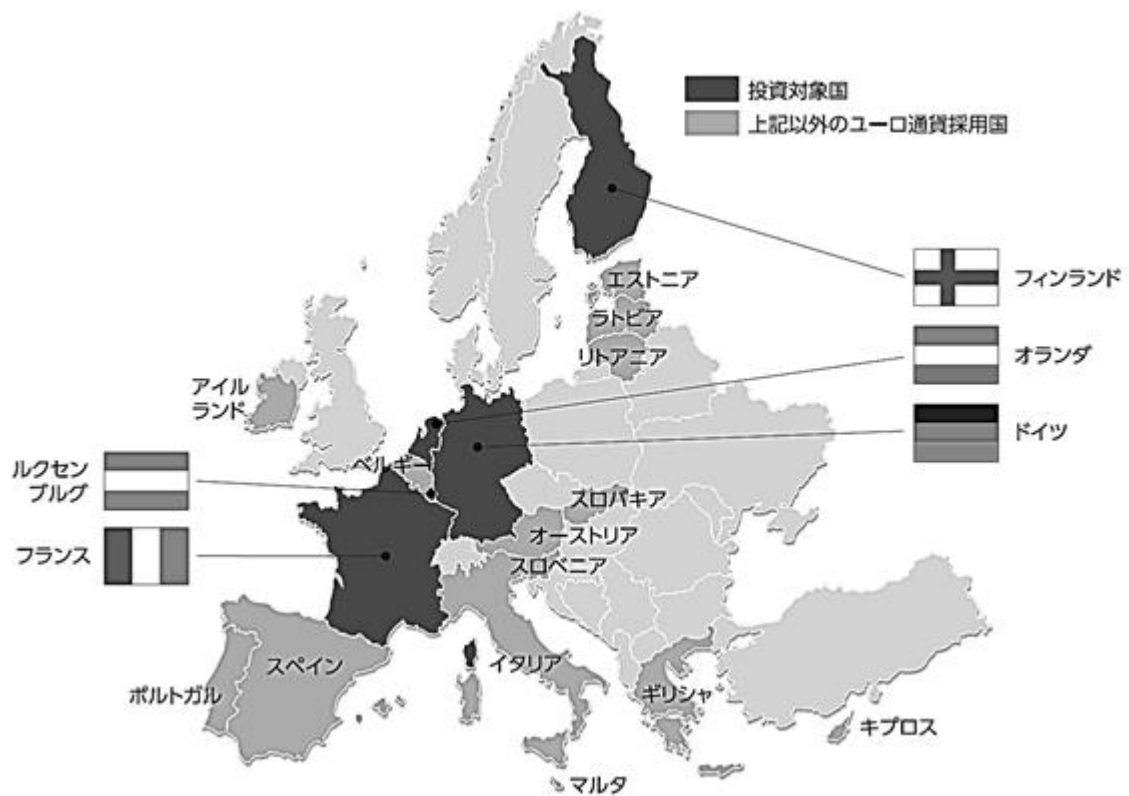 投資対象国
上記以外のユーロ通貨採用国
フィンランド
エストニア
ラトビア
リトアニア
オランダ
アイル
ランド
ドイツ
ベルギー
ルクセン
ブルグ
スロバキア
オーストリア
フランス
スロベニア
スペイン
イタリア
ポルトガル
ギリシャ
キプロス
マルタ